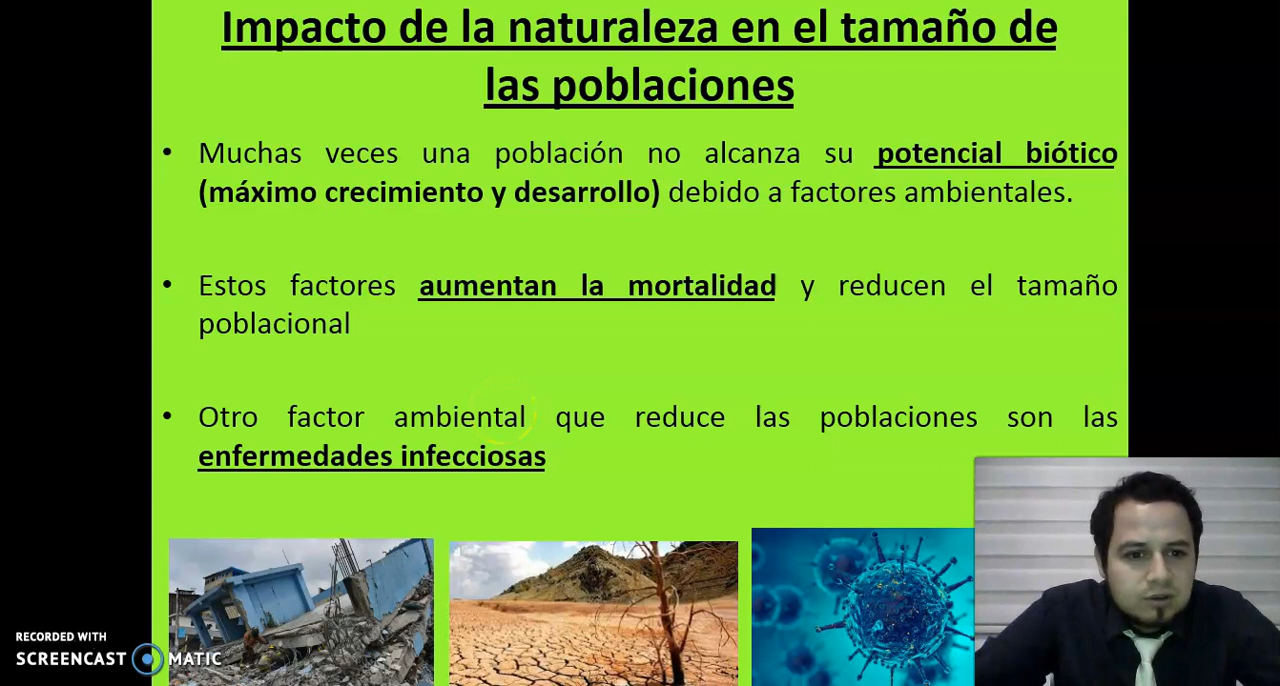 Impacto de la naturaleza en el tamaño de
las poblaciones
• Muchas veces una población no alcanza su potencial biótico
(máximo crecimiento y desarrollo) debido a factores ambientales.
• Estos factores aumentan la mortalidad y reducen el tamaño
poblacional
• Otro factor ambiental que reduce las poblaciones son las
enfermedades infecciosas
RECORDED WITH
SCREENCAST MATIC